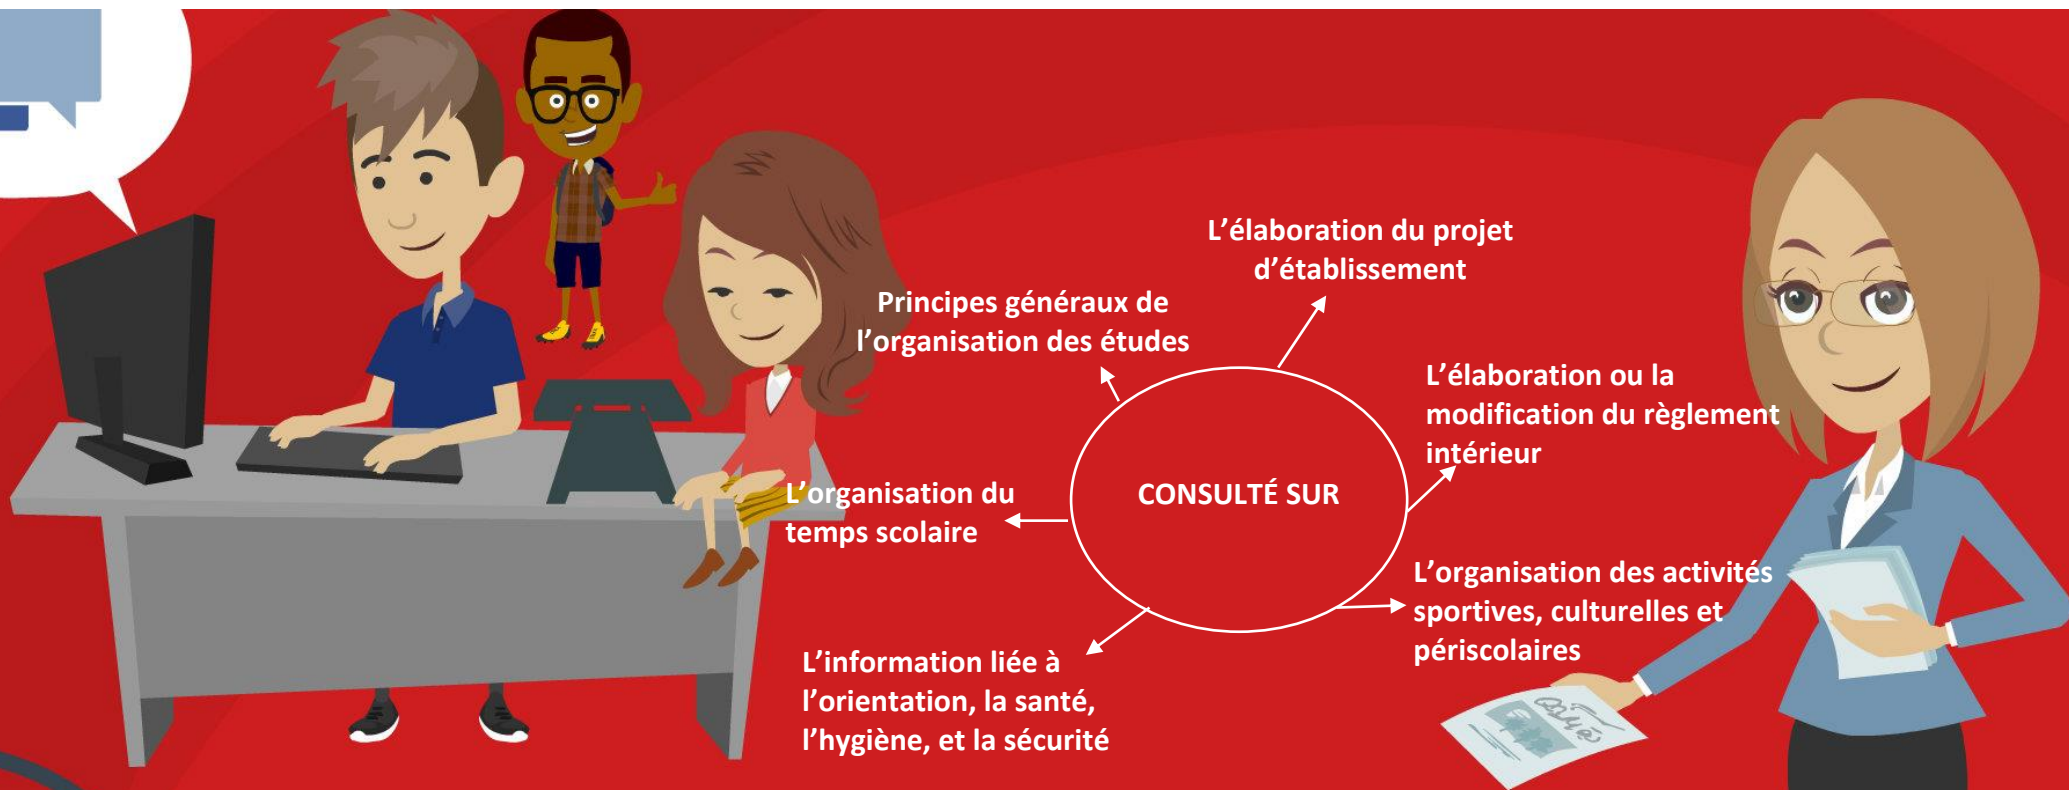 L’élaboration du projet
d’établissement
Principes généraux de
l’organisation des études
L’élaboration ou la
modification du règlement
intérieur
CONSULTÉ SUR
L’organisation du
temps scolaire
L’organisation des activités
sportives, culturelles et
périscolaires
L’information liée à
l’orientation, la santé,
l’hygiène, et la sécurité